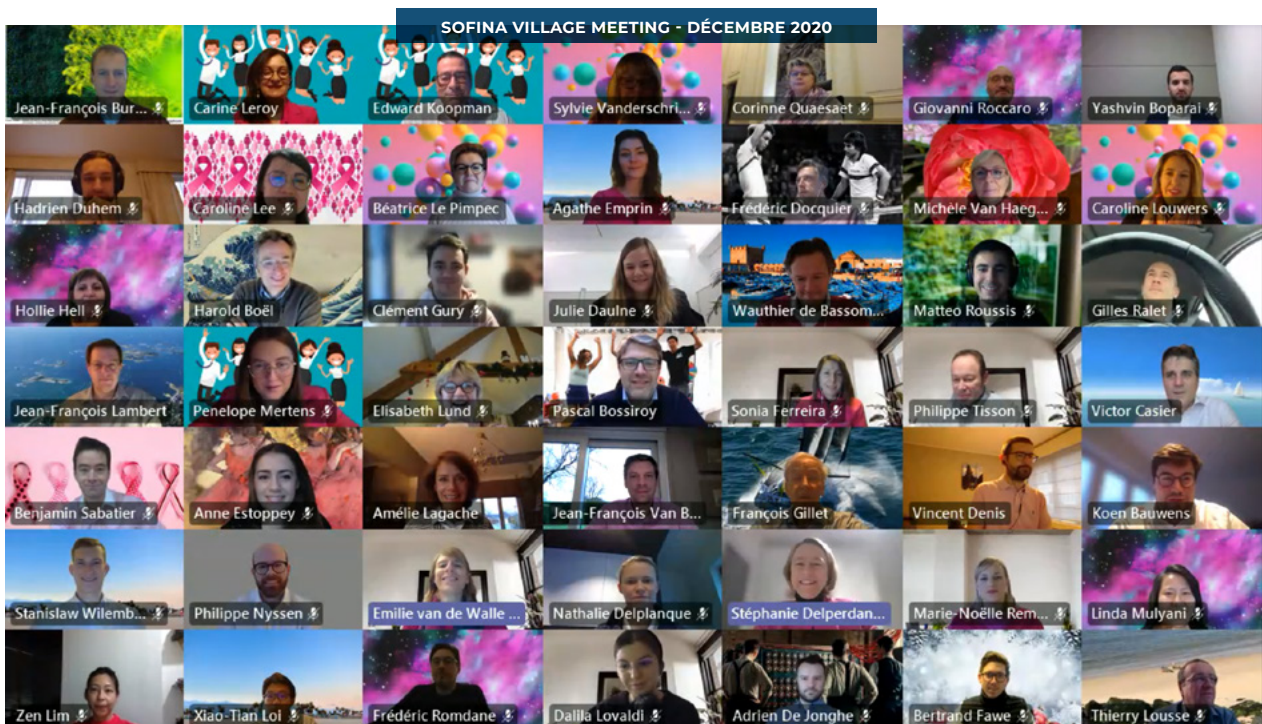 SOFINA VILLAGE MEETING - DÉCEMBRE 2020
Jean-François Bur...
Carine Leroy
Edward Koopman
Sylvie Vanderschri...
Corinne Quaesaet
Giovanni Roccaro
Yashvin Boparai
Hadrien Duhem
Caroline Lee
Béatrice Le Pimpec
Agathe Emprin
Frédéric Docquier
Michèle Van Haeg...
Caroline Louwers
Hollie Hell
Harold Boël
Clément Gury
Julie Daulne
Wauthier de Bassom...
Matteo Roussis
Gilles Ralet
Jean-François Lambert
Penelope Mertens
Elisabeth Lund
Pascal Bossiroy
Sonia Ferreira
Philippe Tisson
Victor Casier
Benjamin Sabatier
Anne Estoppey
Amélie Lagache
Jean-François Van B...
François Gillet
Vincent Denis
Koen Bauwens
Stanislaw Wilemb...
Philippe Nyssen
Emilie van de Walle ...
Nathalie Delplanque
Stéphanie Delperdan...
Marie-Noëlle Rem...
Linda Mulyani
Zen Lim
Xiao-Tian Loi
Frédéric Romdane
Dalila Lovaldi
Adrien De Jonghe
Bertrand Fawe
Thierry Lousse